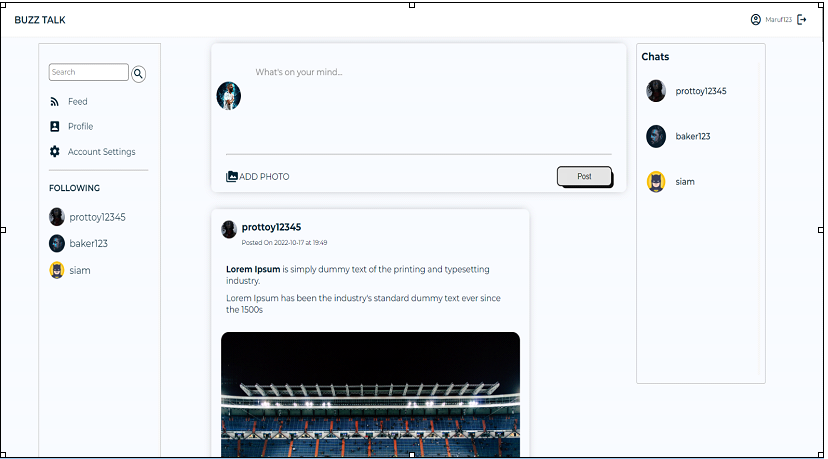 BUZZ TALK
Maruf123
Search
Feed
Profile
Account Settings
FOLLOWING
prottoy12345
baker123
siam
What's on your mind...
ADD PHOTO
Post
prottoy12345
Posted On 2022-10-17 at 19:49
Lorem Ipsum is simply dummy text of the printing and typesetting
industry.
Lorem Ipsum has been the industry's standard dummy text ever since
the 1500s
Chats
prottoy12345
baker123
siam